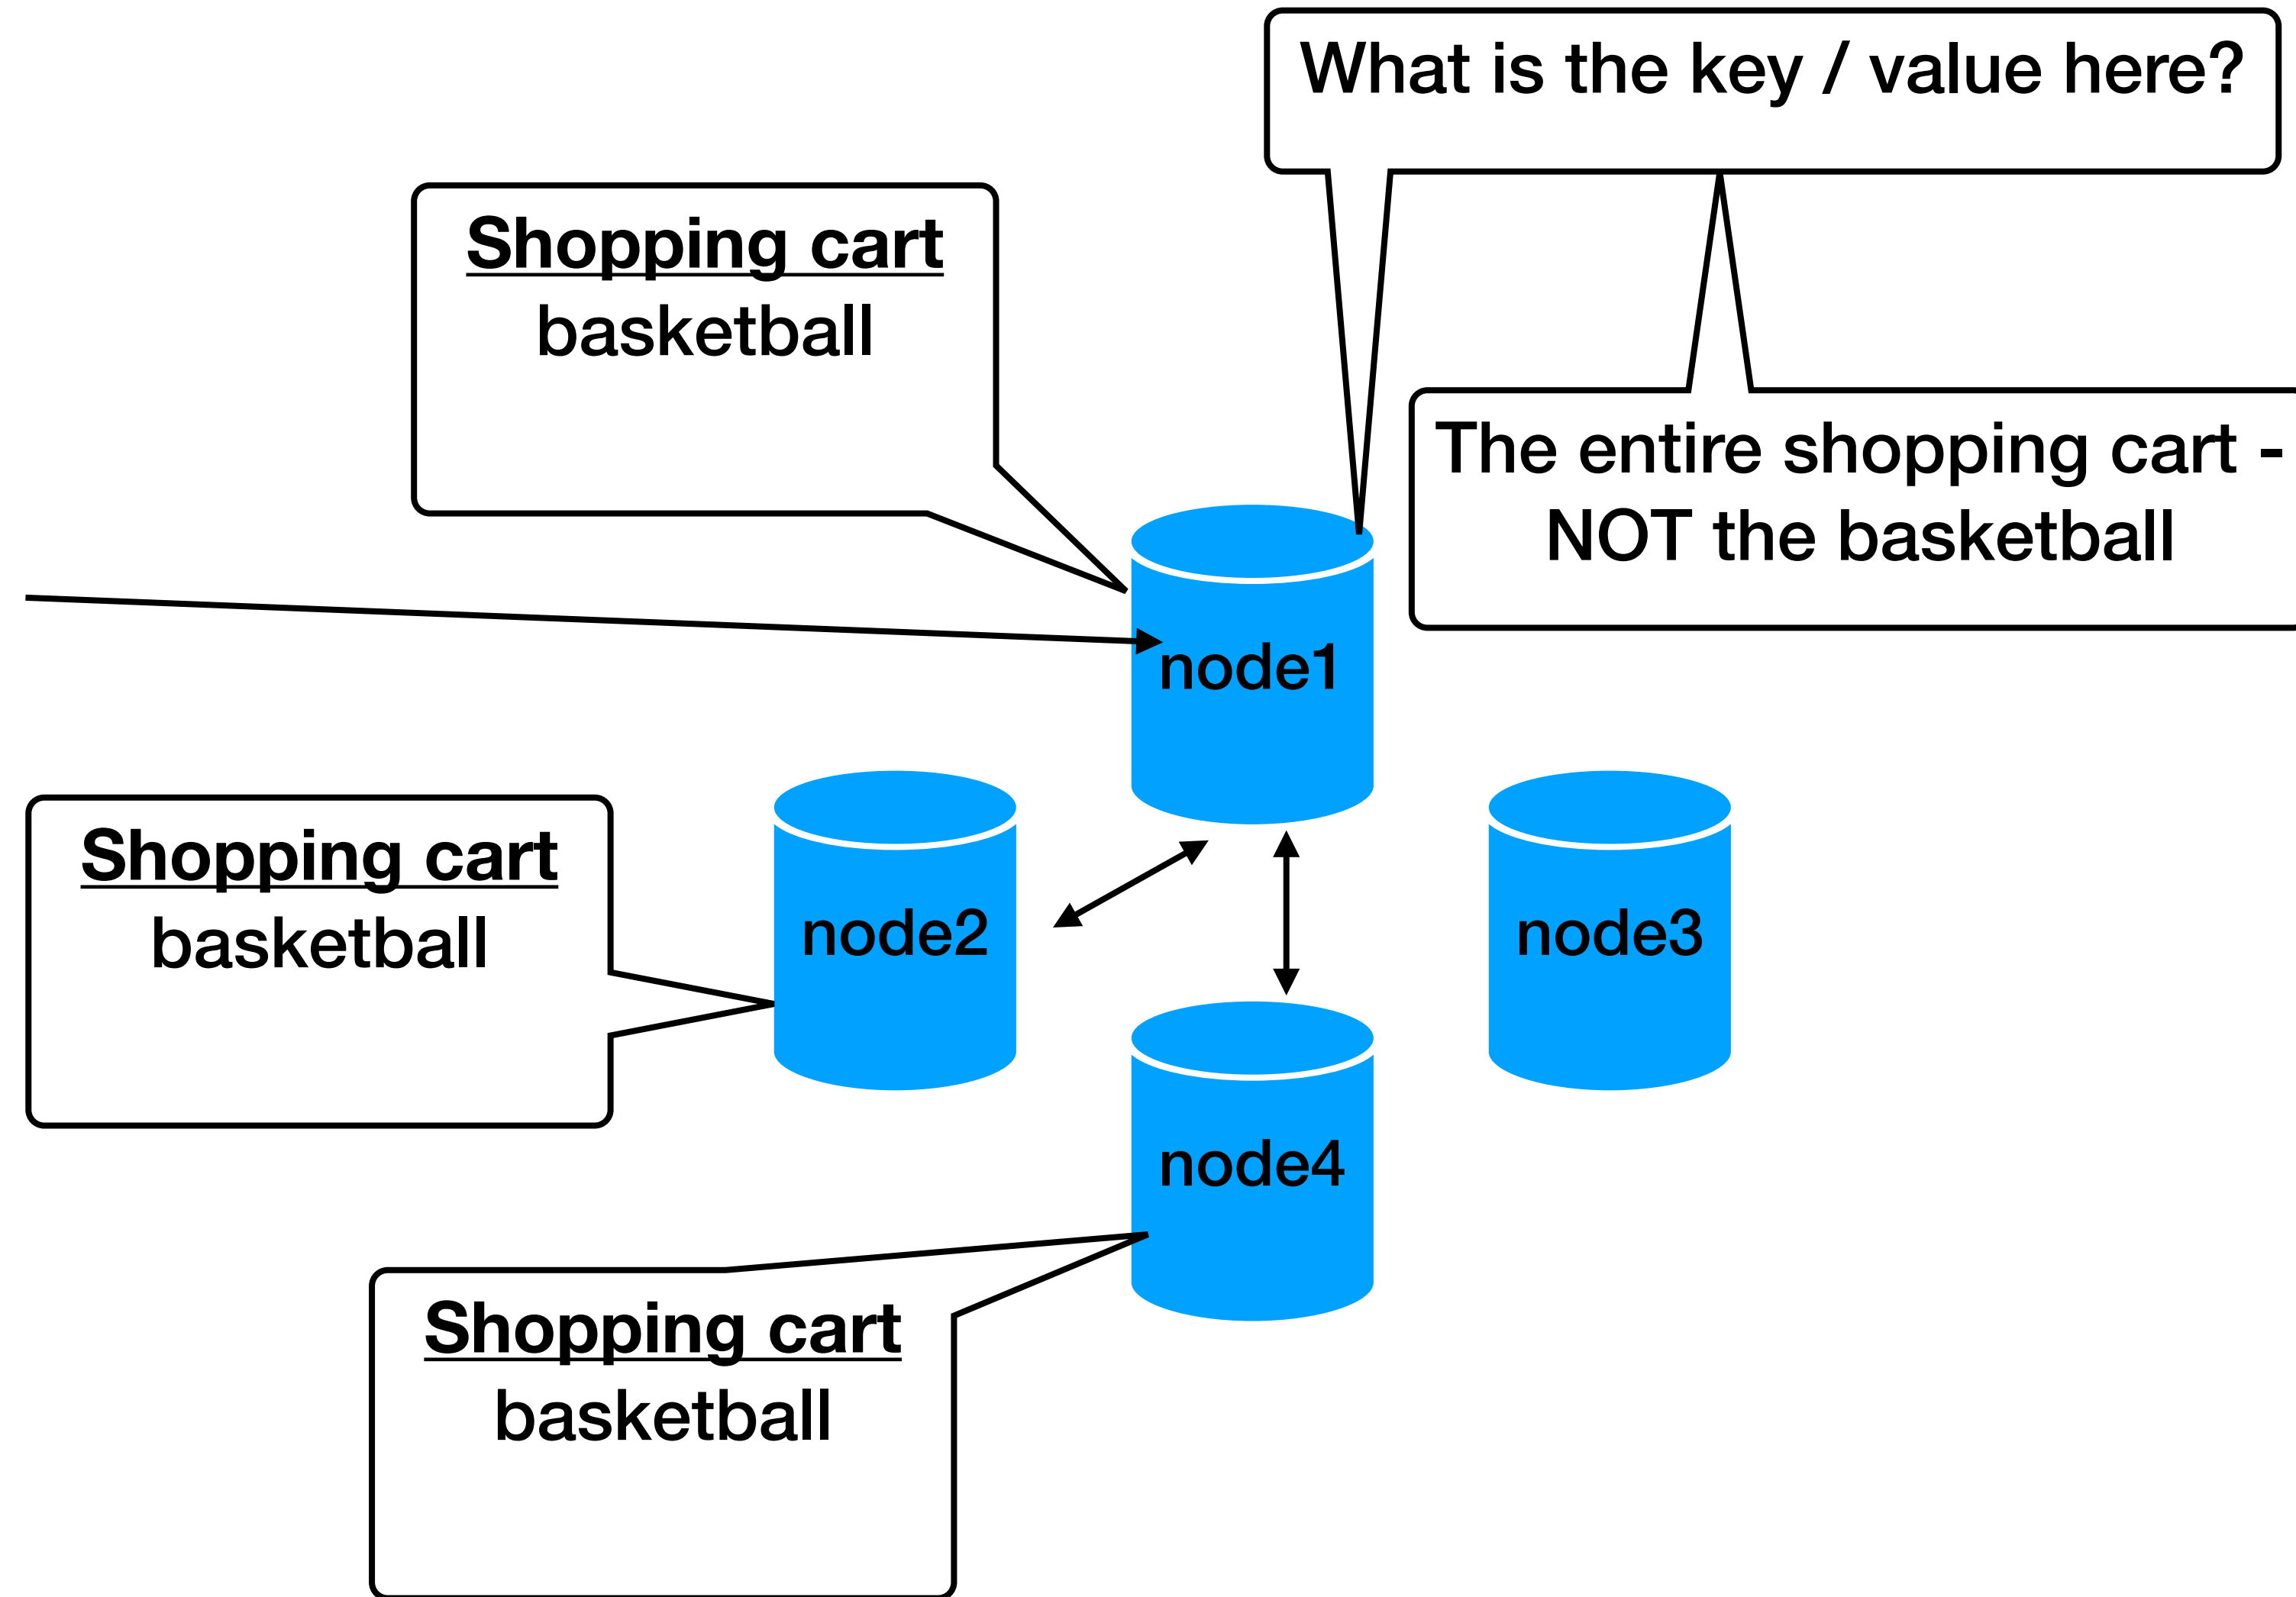 What is the key / value here?
Shopping cart
basketball
The entire shopping cart -
NOT the basketball
node1
Shopping cart
basketball
node2
node3
node4
Shopping cart
basketball